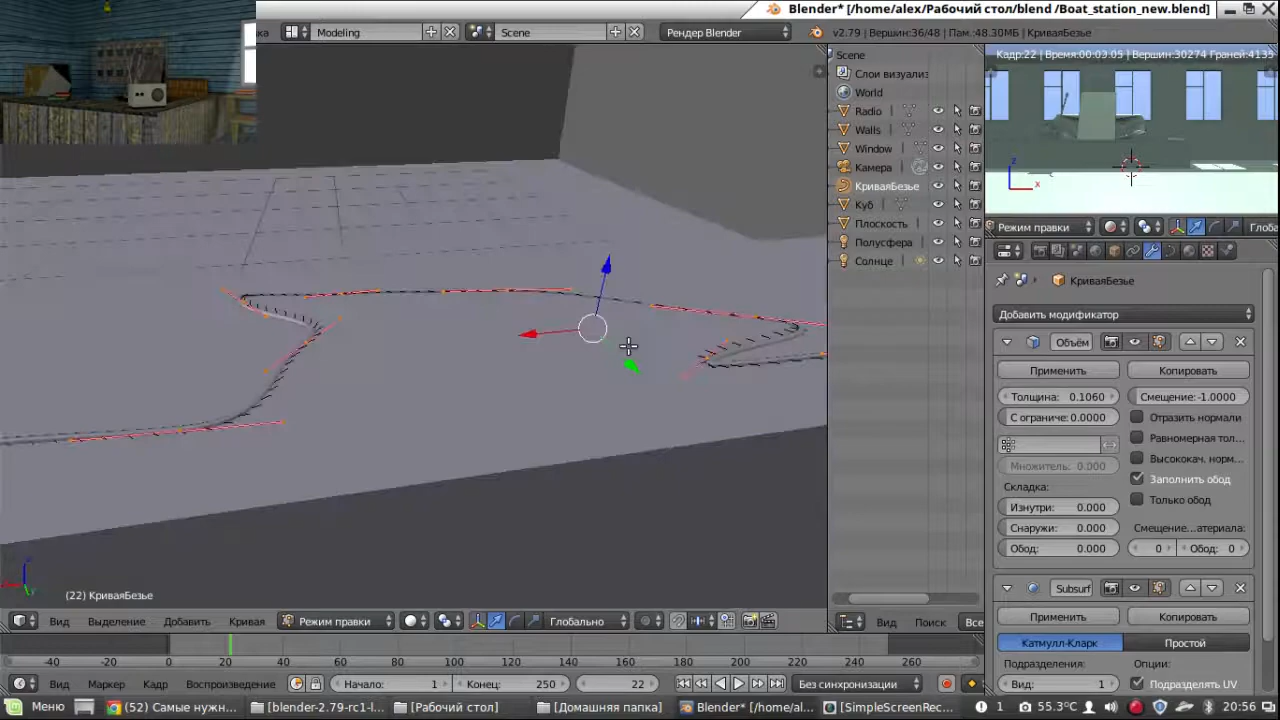 Blender* [/home/alex/Рабочий стол/blend /Boat_station_new.blend]
ка Modeling Scene Рендер Blender v2.79 | Вершин:36/48 | Пам.:48.30МБ | КриваяБезье
Scene
Слои визуализ
World
Radio
Walls
Window
Камера
КриваяБезье
Куб
Плоскость
Полусфера
Солнце
Кадр:22 | Время:00:03.05 | Вершин:30274 Граней:4135
z
x
Режим правки Глоба
КриваяБезье
Добавить модификатор
Объём
Применить Копировать
Толщина: 0.1060 Смещение: -1.0000
С ограниче: 0.0000 Отразить нормали
Равномерная тол...
Множитель: 0.000 Высококач. норм...
Складка: Заполнить обод
Изнутри: 0.000 Только обод
Снаружи: 0.000 Смещение...атериала:
Обод: 0.000 0 Обод: 0
Subsurf
Применить Копировать
Катмулл-Кларк Простой
Подразделения: Опции:
Вид: 1 Подразделять UV
(22) КриваяБезье
Вид Выделение Добавить Кривая Режим правки Глобально Вид Поиск Все
-40 -20 0 20 40 60 80 100 120 140 160 180 200 220 240 260
Вид Маркер Кадр Воспроизведение Начало: 1 Конец: 250 22 Без синхронизации
Меню (52) Самые нужн... [blender-2.79-rc1-l... [Рабочий стол] [Домашняя папка] Blender* [/home/al... [SimpleScreenRec... 1 55.3°C 20:56